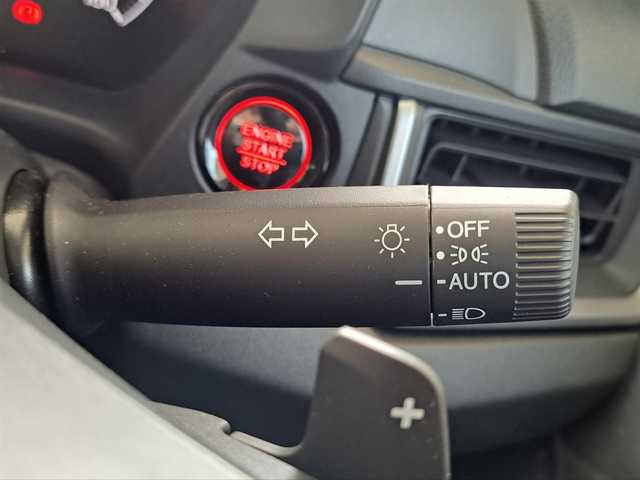 ENGINE
START
STOP
OFF
AUTO
+